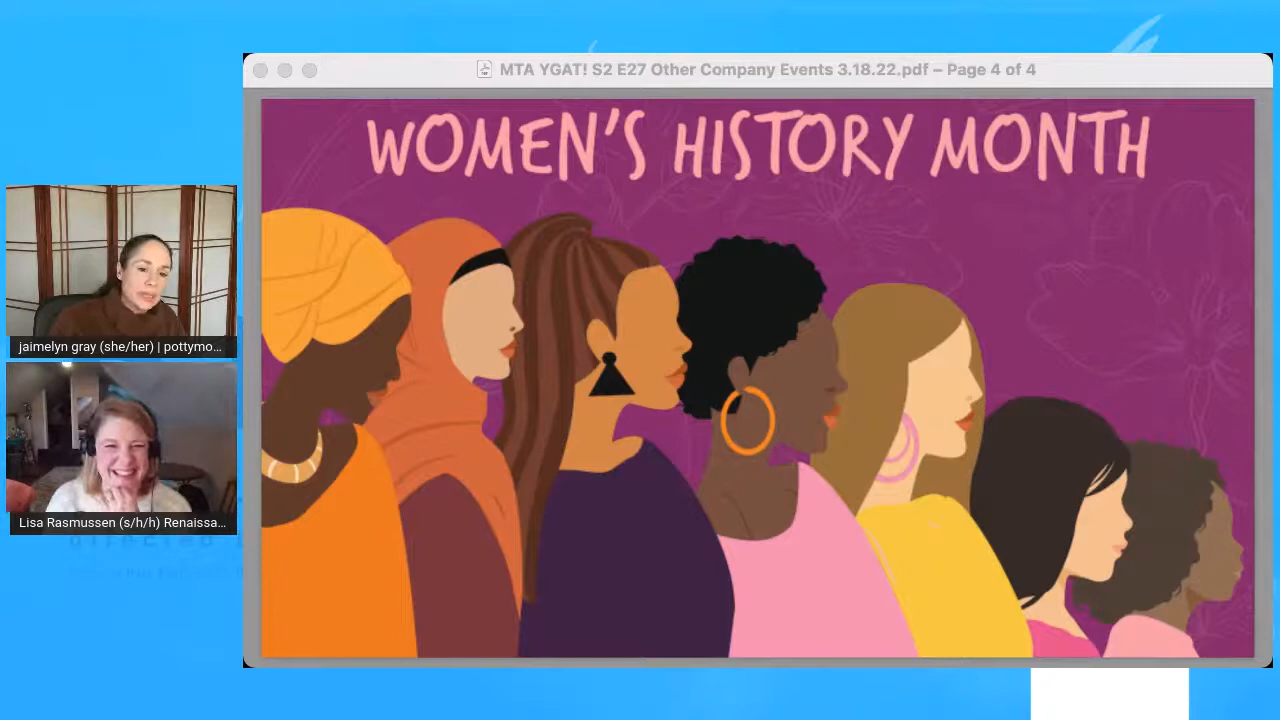 MTA YGAT! S2 E27 Other Company Events 3.18.22.pdf – Page 4 of 4
WOMEN'S HISTORY MONTH
jaimelyn gray (she/her) | pottymo…
Lisa Rasmussen (s/h/h) Renaissa…
directed